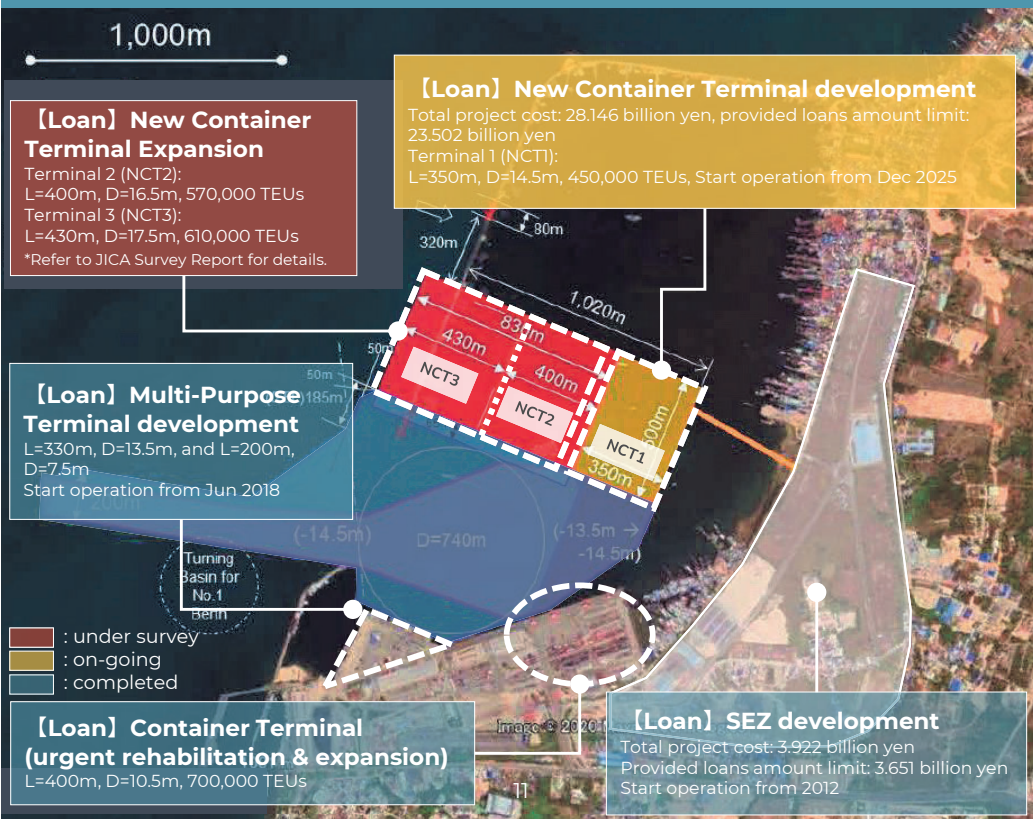 1,000m
【Loan】New Container
Terminal Expansion
Terminal 2 (NCT2):
L=400m, D=16.5m, 570,000 TEUs
Terminal 3 (NCT3):
L=430m, D=17.5m, 610,000 TEUs
*Refer to JICA Survey Report for details.
【Loan】New Container Terminal development
Total project cost: 28.146 billion yen, provided loans amount limit:
23.502 billion yen
Terminal 1 (NCT1):
L=350m, D=14.5m, 450,000 TEUs, Start operation from Dec 2025
80m
320m
1,020m
830m
430m
400m
50m
NCT3
NCT2
NCT1
350m
50m
185m
【Loan】Multi-Purpose
Terminal development
L=330m, D=13.5m, and L=200m,
D=7.5m
Start operation from Jun 2018
(-14.5m)
D=740m
(-13.5m →
-14.5m)
Turning
Basin for
No.1
Berth
: under survey
: on-going
: completed
【Loan】Container Terminal
(urgent rehabilitation & expansion)
L=400m, D=10.5m, 700,000 TEUs
Image © 2020
【Loan】SEZ development
Total project cost: 3.922 billion yen
Provided loans amount limit: 3.651 billion yen
Start operation from 2012
11